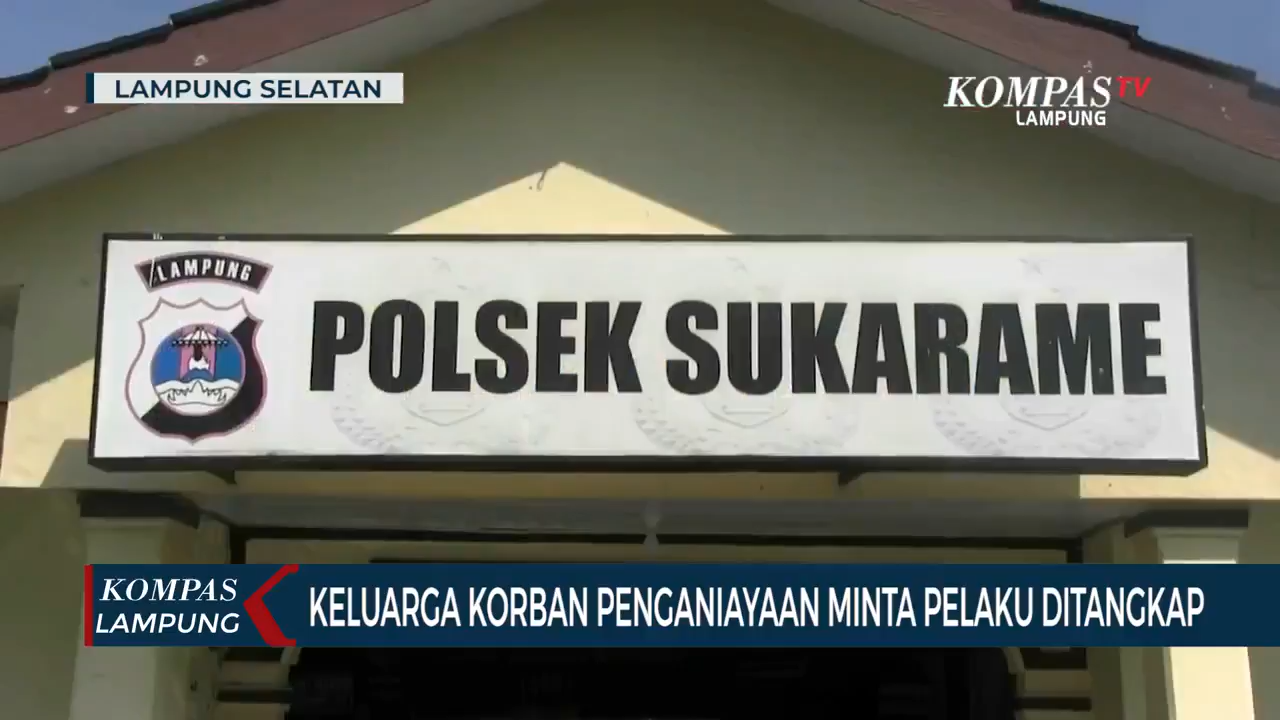 LAMPUNG SELATAN
KOMPAS TV
LAMPUNG
LAMPUNG
POLSEK SUKARAME
KOMPAS
LAMPUNG
KELUARGA KORBAN PENGANIAYAAN MINTA PELAKU DITANGKAP